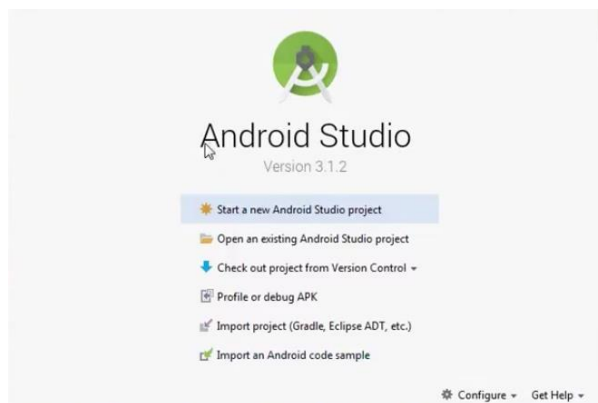 Android Studio
Version 3.1.2
Start a new Android Studio project
Open an existing Android Studio project
Check out project from Version Control
Profile or debug APK
Import project (Gradle, Eclipse ADT, etc.)
Import an Android code sample
Configure Get Help